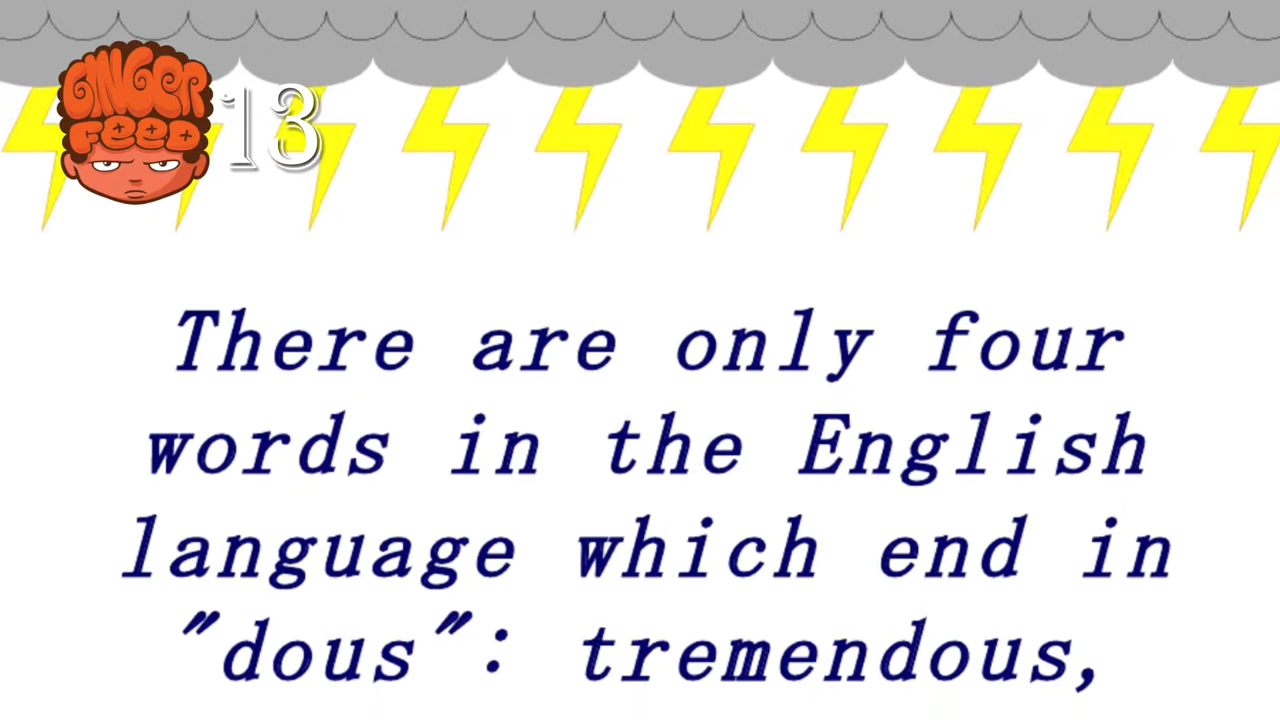 GINGER
FEED
13
There are only four
words in the English
language which end in
"dous": tremendous,